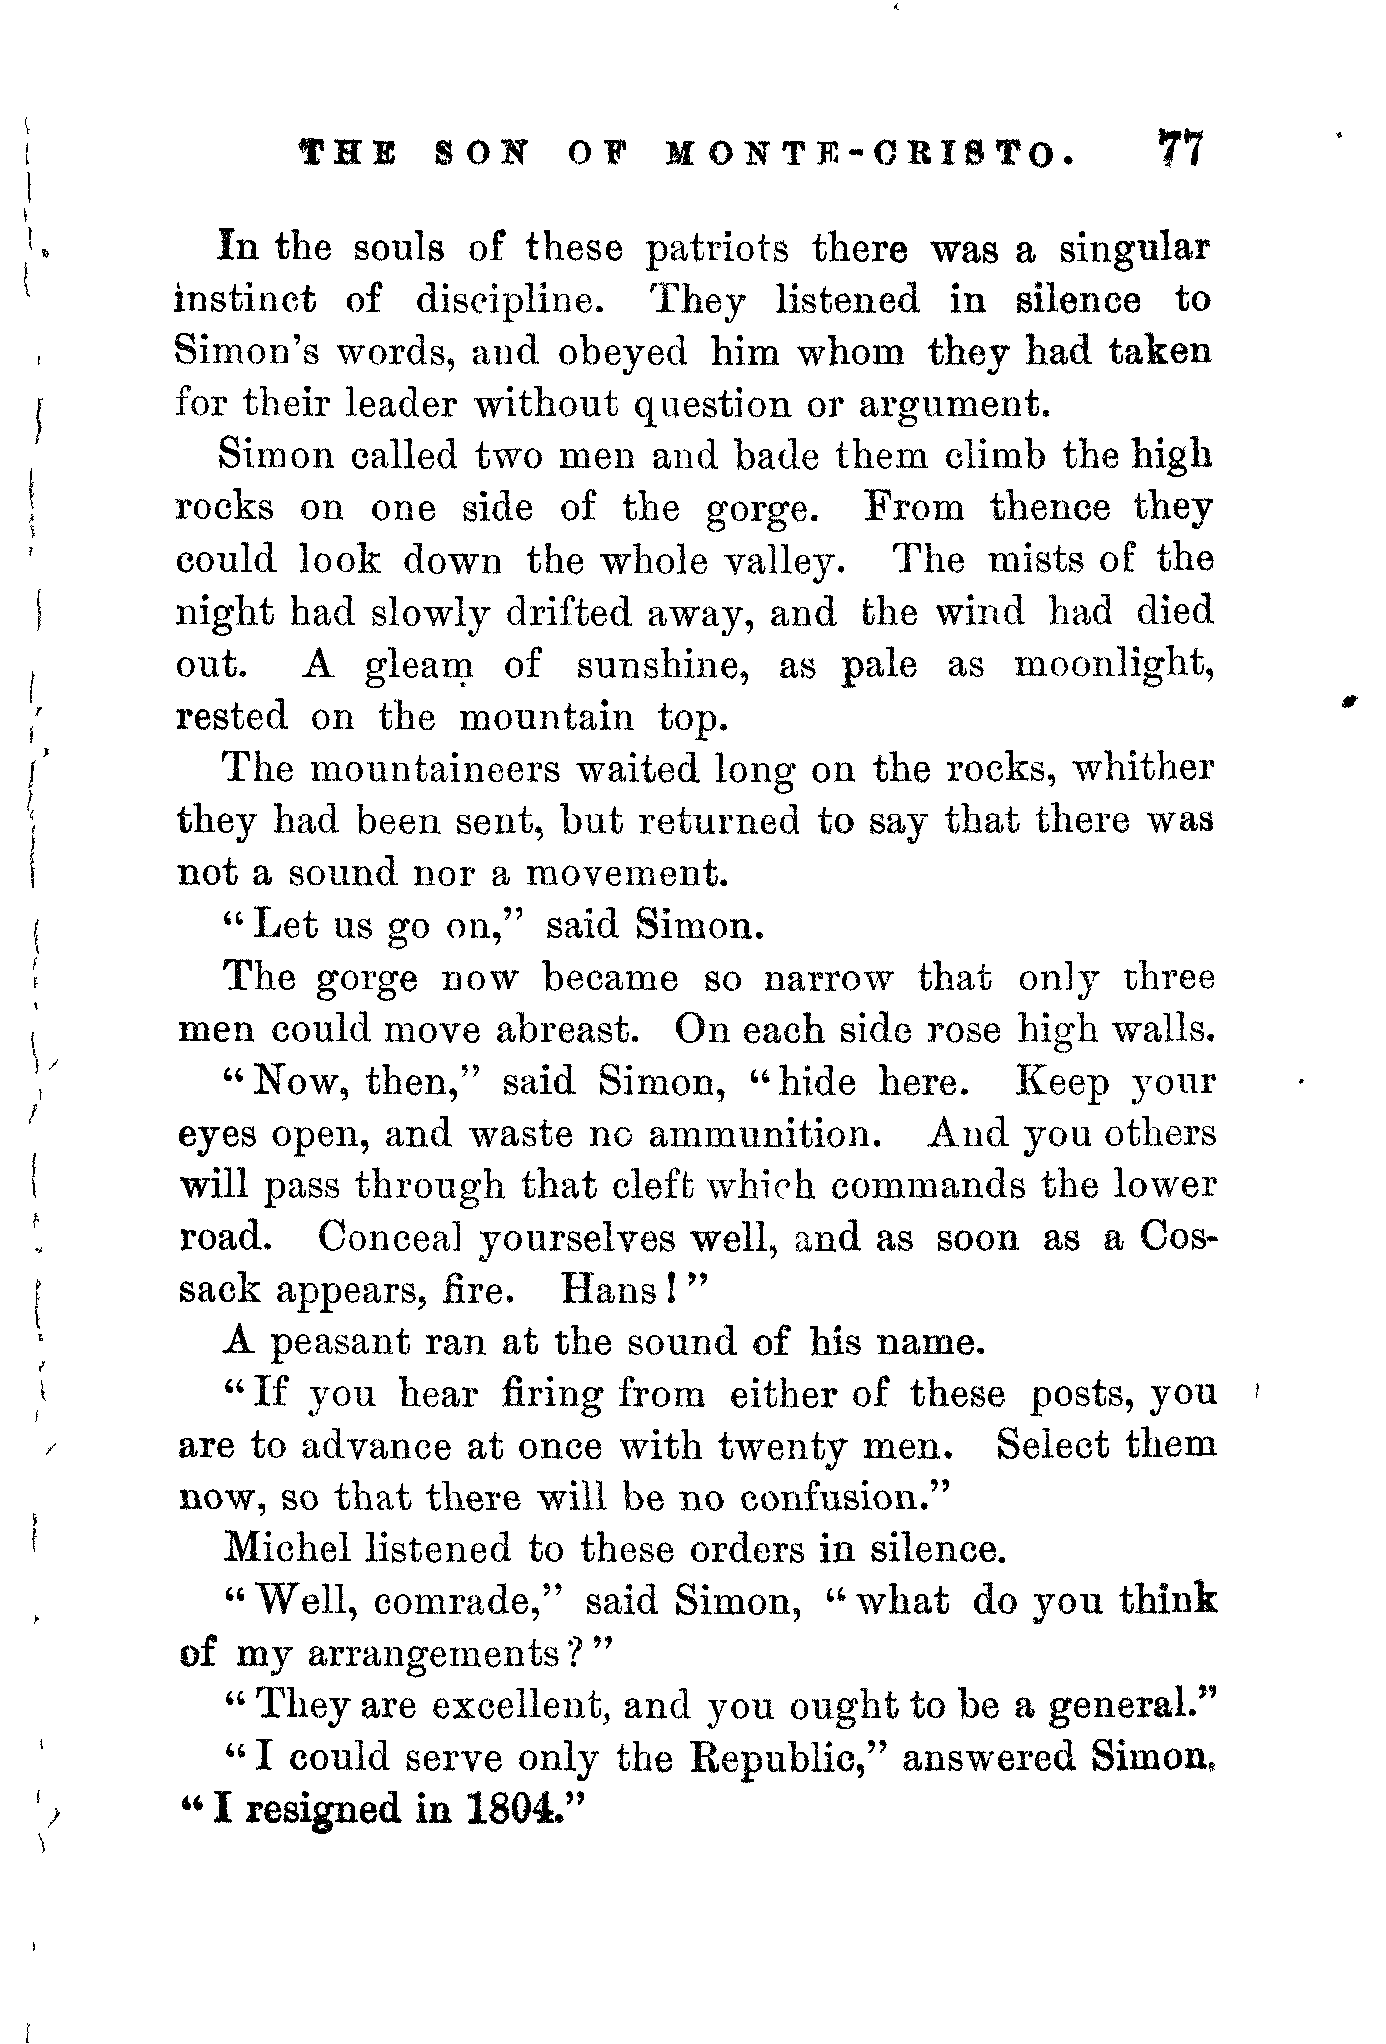 THE SON OF MONTE-CRISTO. 77
In the souls of these patriots there was a singular
instinct of discipline. They listened in silence to
Simon's words, and obeyed him whom they had taken
for their leader without question or argument.
Simon called two men and bade them climb the high
rocks on one side of the gorge. From thence they
could look down the whole valley. The mists of the
night had slowly drifted away, and the wind had died
out. A gleam of sunshine, as pale as moonlight,
rested on the mountain top.
The mountaineers waited long on the rocks, whither
they had been sent, but returned to say that there was
not a sound nor a movement.
“Let us go on,” said Simon.
The gorge now became so narrow that only three
men could move abreast. On each side rose high walls.
“Now, then,” said Simon, “hide here. Keep your
eyes open, and waste no ammunition. And you others
will pass through that cleft which commands the lower
road. Conceal yourselves well, and as soon as a Cos-
sack appears, fire. Hans!”
A peasant ran at the sound of his name.
“If you hear firing from either of these posts, you
are to advance at once with twenty men. Select them
now, so that there will be no confusion.”
Michel listened to these orders in silence.
“Well, comrade,” said Simon, “what do you think
of my arrangements?”
“They are excellent, and you ought to be a general.”
“I could serve only the Republic,” answered Simon,
“I resigned in 1804.”